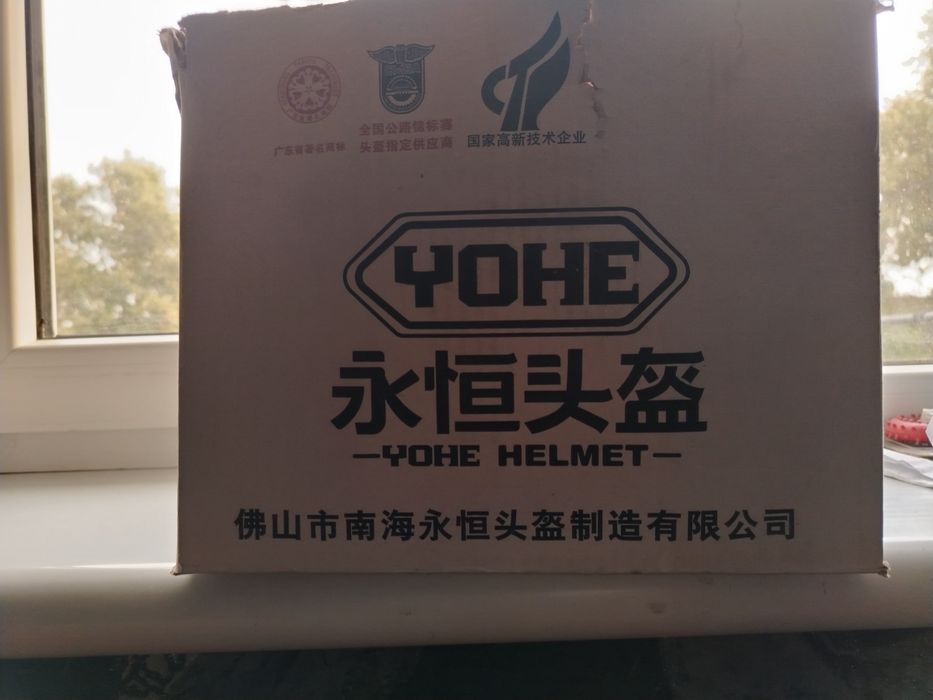 广东省著名商标
全国公路锦标赛
头盔指定供应商
国家高新技术企业
YOHE
永恒头盔
YOHE HELMET
佛山市南海永恒头盔制造有限公司